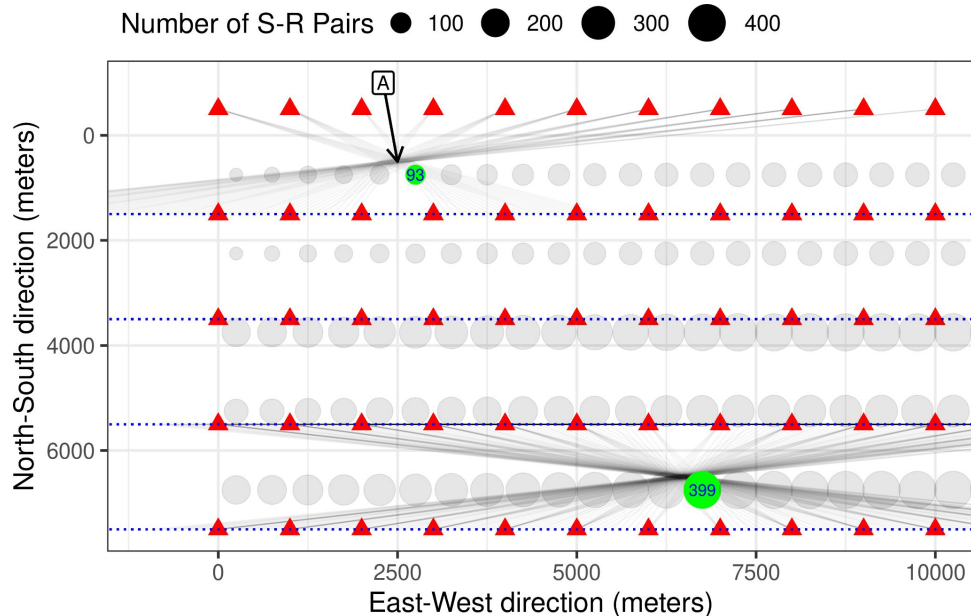 Number of S-R Pairs 100 200 300 400
A
0
93
2000
4000
6000
399
0 2500 5000 7500 10000
East-West direction (meters)
North-South direction (meters)